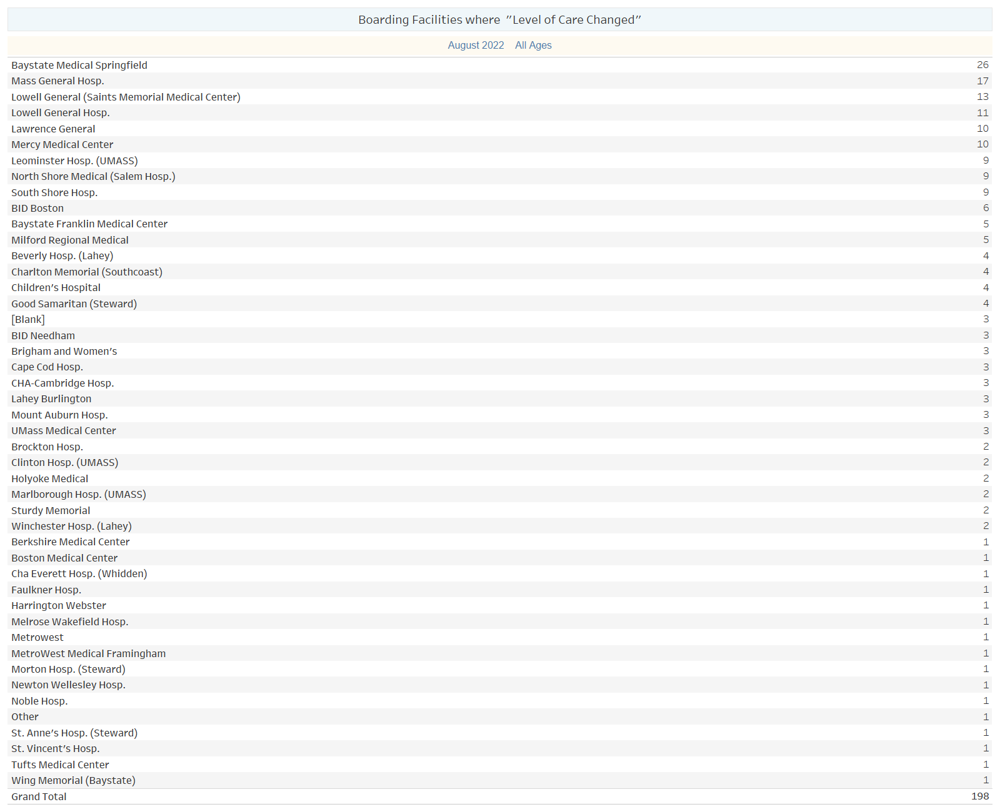 Boarding Facilities where "Level of Care Changed"
August 2022 All Ages
Baystate Medical Springfield 26
Mass General Hosp. 17
Lowell General (Saints Memorial Medical Center) 13
Lowell General Hosp. 11
Lawrence General 10
Mercy Medical Center 10
Leominster Hosp. (UMASS) 9
North Shore Medical (Salem Hosp.) 9
South Shore Hosp. 9
BID Boston 6
Baystate Franklin Medical Center 5
Milford Regional Medical 5
Beverly Hosp. (Lahey) 4
Charlton Memorial (Southcoast) 4
Children's Hospital 4
Good Samaritan (Steward) 4
[Blank] 3
BID Needham 3
Brigham and Women's 3
Cape Cod Hosp. 3
CHA-Cambridge Hosp. 3
Lahey Burlington 3
Mount Auburn Hosp. 3
UMass Medical Center 3
Brockton Hosp. 2
Clinton Hosp. (UMASS) 2
Holyoke Medical 2
Marlborough Hosp. (UMASS) 2
Sturdy Memorial 2
Winchester Hosp. (Lahey) 2
Berkshire Medical Center 1
Boston Medical Center 1
Cha Everett Hosp. (Whidden) 1
Faulkner Hosp. 1
Harrington Webster 1
Melrose Wakefield Hosp. 1
Metrowest 1
MetroWest Medical Framingham 1
Morton Hosp. (Steward) 1
Newton Wellesley Hosp. 1
Noble Hosp. 1
Other 1
St. Anne's Hosp. (Steward) 1
St. Vincent's Hosp. 1
Tufts Medical Center 1
Wing Memorial (Baystate) 1
Grand Total 198